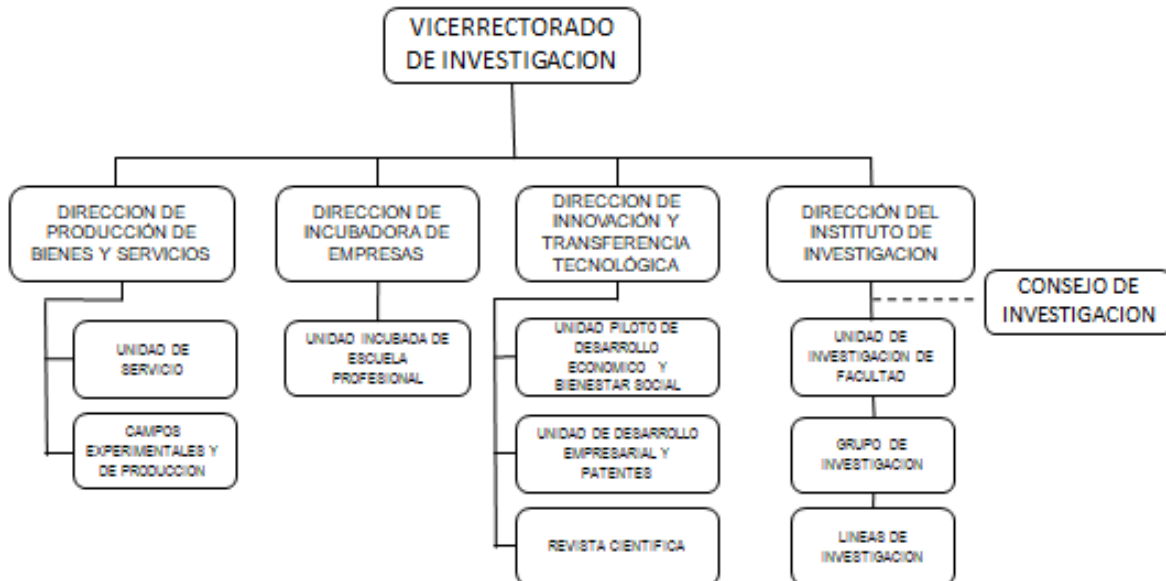 VICERRECTORADO
DE INVESTIGACION
DIRECCION DE
PRODUCCIÓN DE
BIENES Y SERVICIOS
DIRECCION DE
INCUBADORA DE
EMPRESAS
DIRECCION DE
INNOVACIÓN Y
TRANSFERENCIA
TECNOLÓGICA
DIRECCIÓN DEL
INSTITUTO DE
INVESTIGACION
CONSEJO DE
INVESTIGACION
UNIDAD DE
SERVICIO
UNIDAD INCUBADA DE
ESCUELA
PROFESIONAL
UNIDAD PILOTO DE
DESARROLLO
ECONOMICO Y
BIENESTAR SOCIAL
UNIDAD DE
INVESTIGACION DE
FACULTAD
CAMPOS
EXPERIMENTALES Y
DE PRODUCCION
UNIDAD DE DESARROLLO
EMPRESARIAL Y
PATENTES
GRUPO DE
INVESTIGACION
REVISTA CIENTIFICA
LINEAS DE
INVESTIGACION